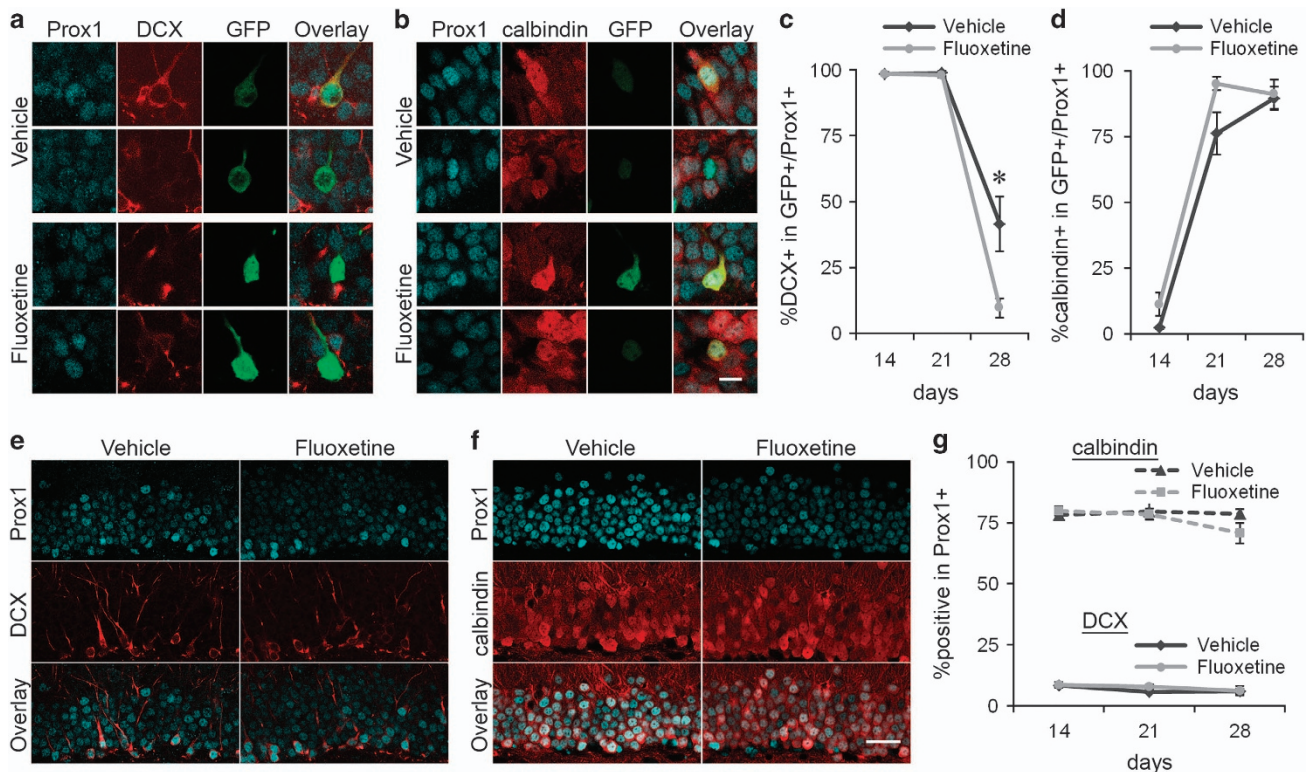 a
Prox1 DCX GFP Overlay
Vehicle
Fluoxetine
b
Prox1 calbindin GFP Overlay
Vehicle
Fluoxetine
c
Vehicle
Fluoxetine
%DCX+ in GFP+/Prox1+
100
75
50
25
0
*
14 21 28
days
d
Vehicle
Fluoxetine
%calbindin+ in GFP+/Prox1+
100
75
50
25
0
14 21 28
days
e
Vehicle Fluoxetine
Prox1
DCX
Overlay
f
Vehicle Fluoxetine
Prox1
calbindin
Overlay
g
%positive in Prox1+
100
75
50
25
0
calbindin
Vehicle
Fluoxetine
DCX
Vehicle
Fluoxetine
14 21 28
days